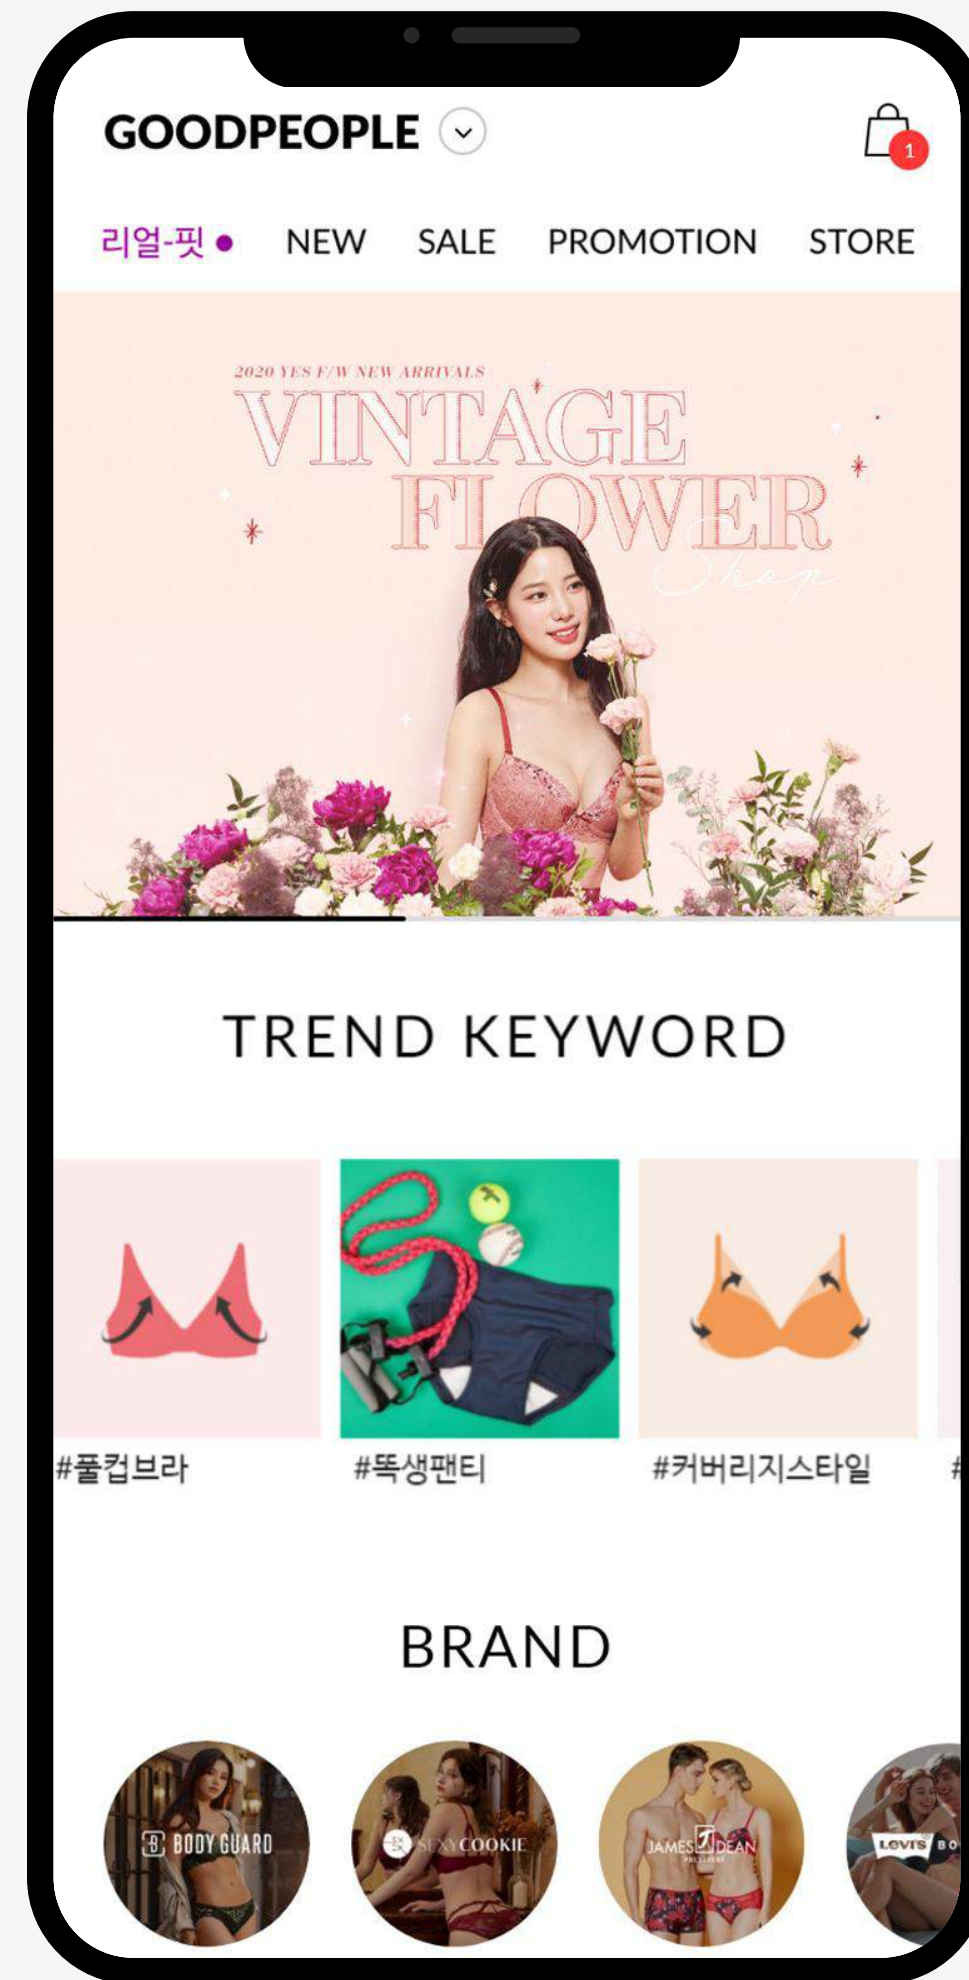 GOODPEOPLE
1
리얼-핏 NEW SALE PROMOTION STORE
2020 YES F/W NEW ARRIVALS
VINTAGE
FLOWER
Shop
TREND KEYWORD
#풀컵브라 #똑생팬티 #커버리지스타일 #
BRAND
B BODY GUARD
SEXYCOOKIE
JAMES DEAN
LEVI'S BO